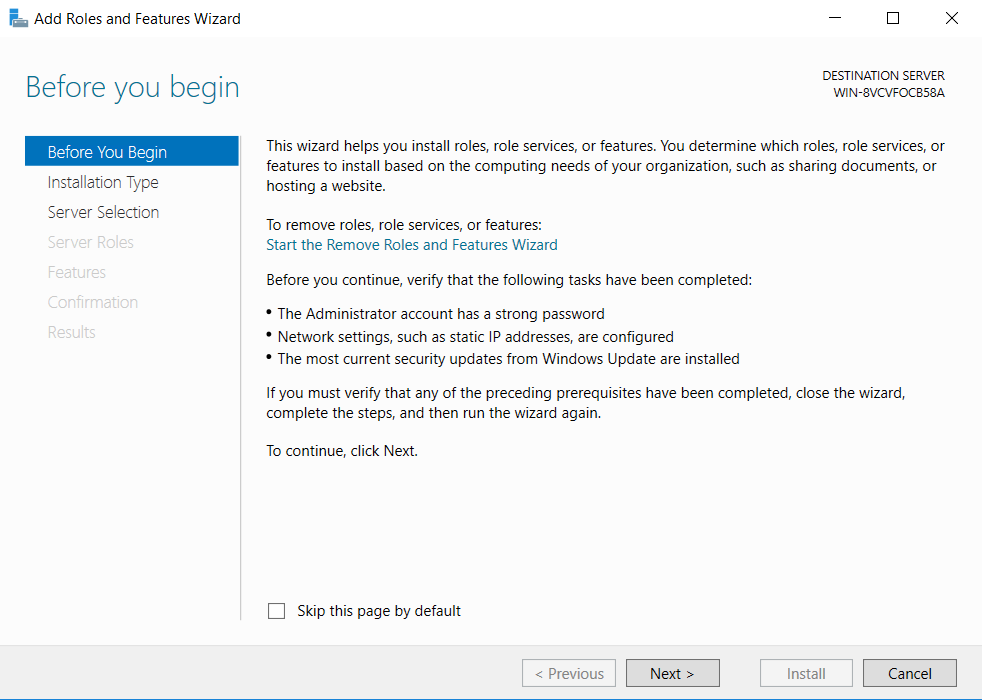 Add Roles and Features Wizard
Before you begin
DESTINATION SERVER
WIN-8VCVFOCB58A
Before You Begin
Installation Type
Server Selection
Server Roles
Features
Confirmation
Results
This wizard helps you install roles, role services, or features. You determine which roles, role services, or
features to install based on the computing needs of your organization, such as sharing documents, or
hosting a website.
To remove roles, role services, or features:
Start the Remove Roles and Features Wizard
Before you continue, verify that the following tasks have been completed:
• The Administrator account has a strong password
• Network settings, such as static IP addresses, are configured
• The most current security updates from Windows Update are installed
If you must verify that any of the preceding prerequisites have been completed, close the wizard,
complete the steps, and then run the wizard again.
To continue, click Next.
Skip this page by default
< Previous
Next >
Install
Cancel